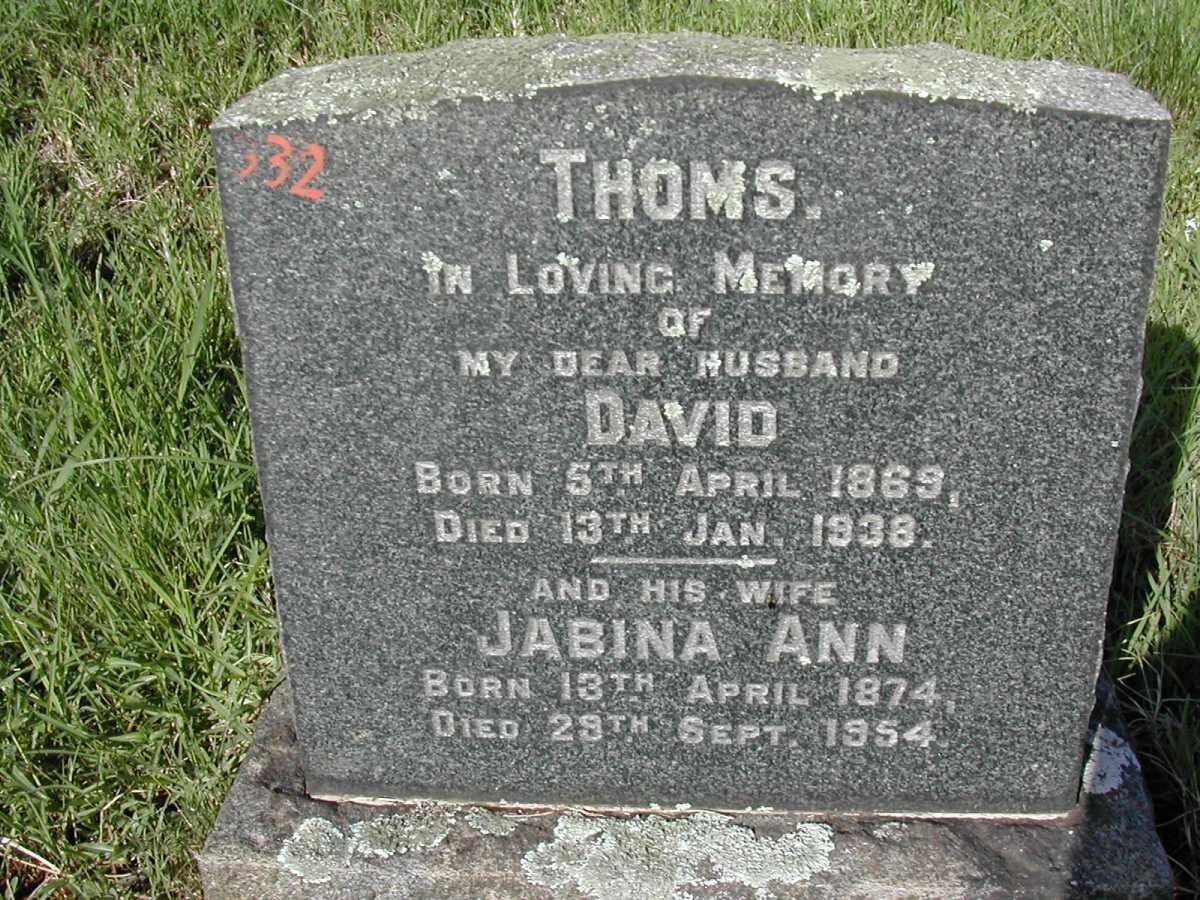 332
THOMS.
IN LOVING MEMORY
OF
MY DEAR HUSBAND
DAVID
BORN 5TH APRIL 1869,
DIED 13TH JAN. 1938.
AND HIS WIFE
JABINA ANN
BORN 13TH APRIL 1874,
DIED 29TH SEPT. 1954.